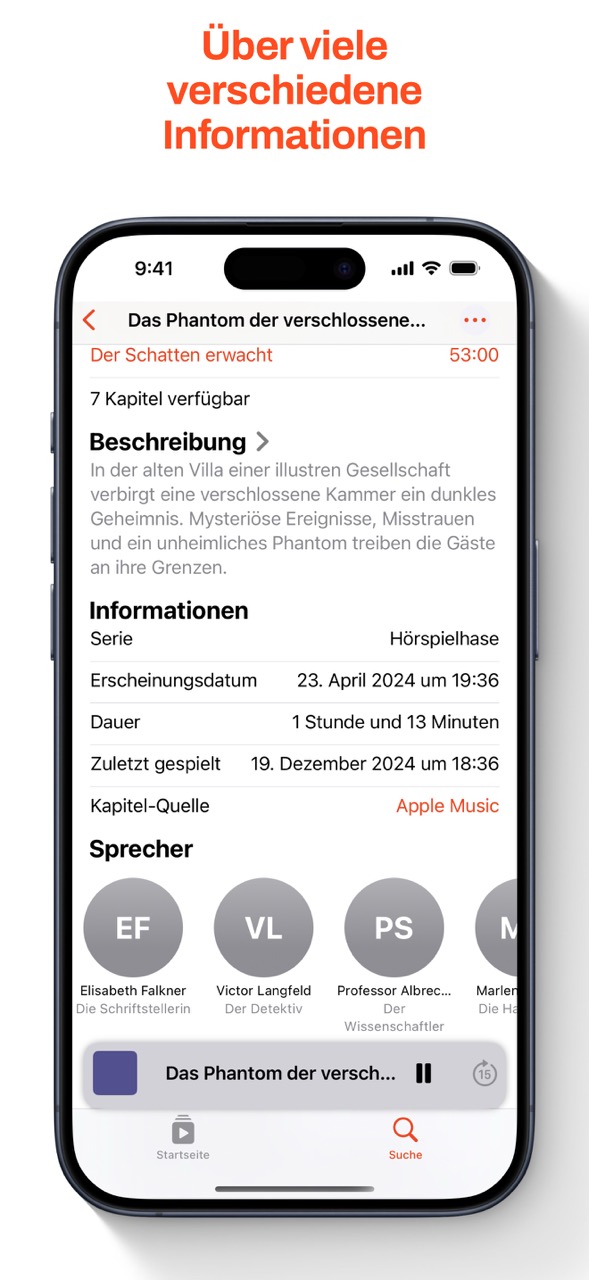 Über viele
verschiedene
Informationen
9:41
Das Phantom der verschlossene...
Der Schatten erwacht 53:00
7 Kapitel verfügbar
Beschreibung
In der alten Villa einer illustren Gesellschaft
verbirgt eine verschlossene Kammer ein dunkles
Geheimnis. Mysteriöse Ereignisse, Misstrauen
und ein unheimliches Phantom treiben die Gäste
an ihre Grenzen.
Informationen
Serie Hörspielhase
Erscheinungsdatum 23. April 2024 um 19:36
Dauer 1 Stunde und 13 Minuten
Zuletzt gespielt 19. Dezember 2024 um 18:36
Kapitel-Quelle Apple Music
Sprecher
EF VL PS M
Elisabeth Falkner Victor Langfeld Professor Albrec... Marlen
Die Schriftstellerin Der Detektiv Der Die Ha
Wissenschaftler
Das Phantom der versch... 15
Startseite Suche